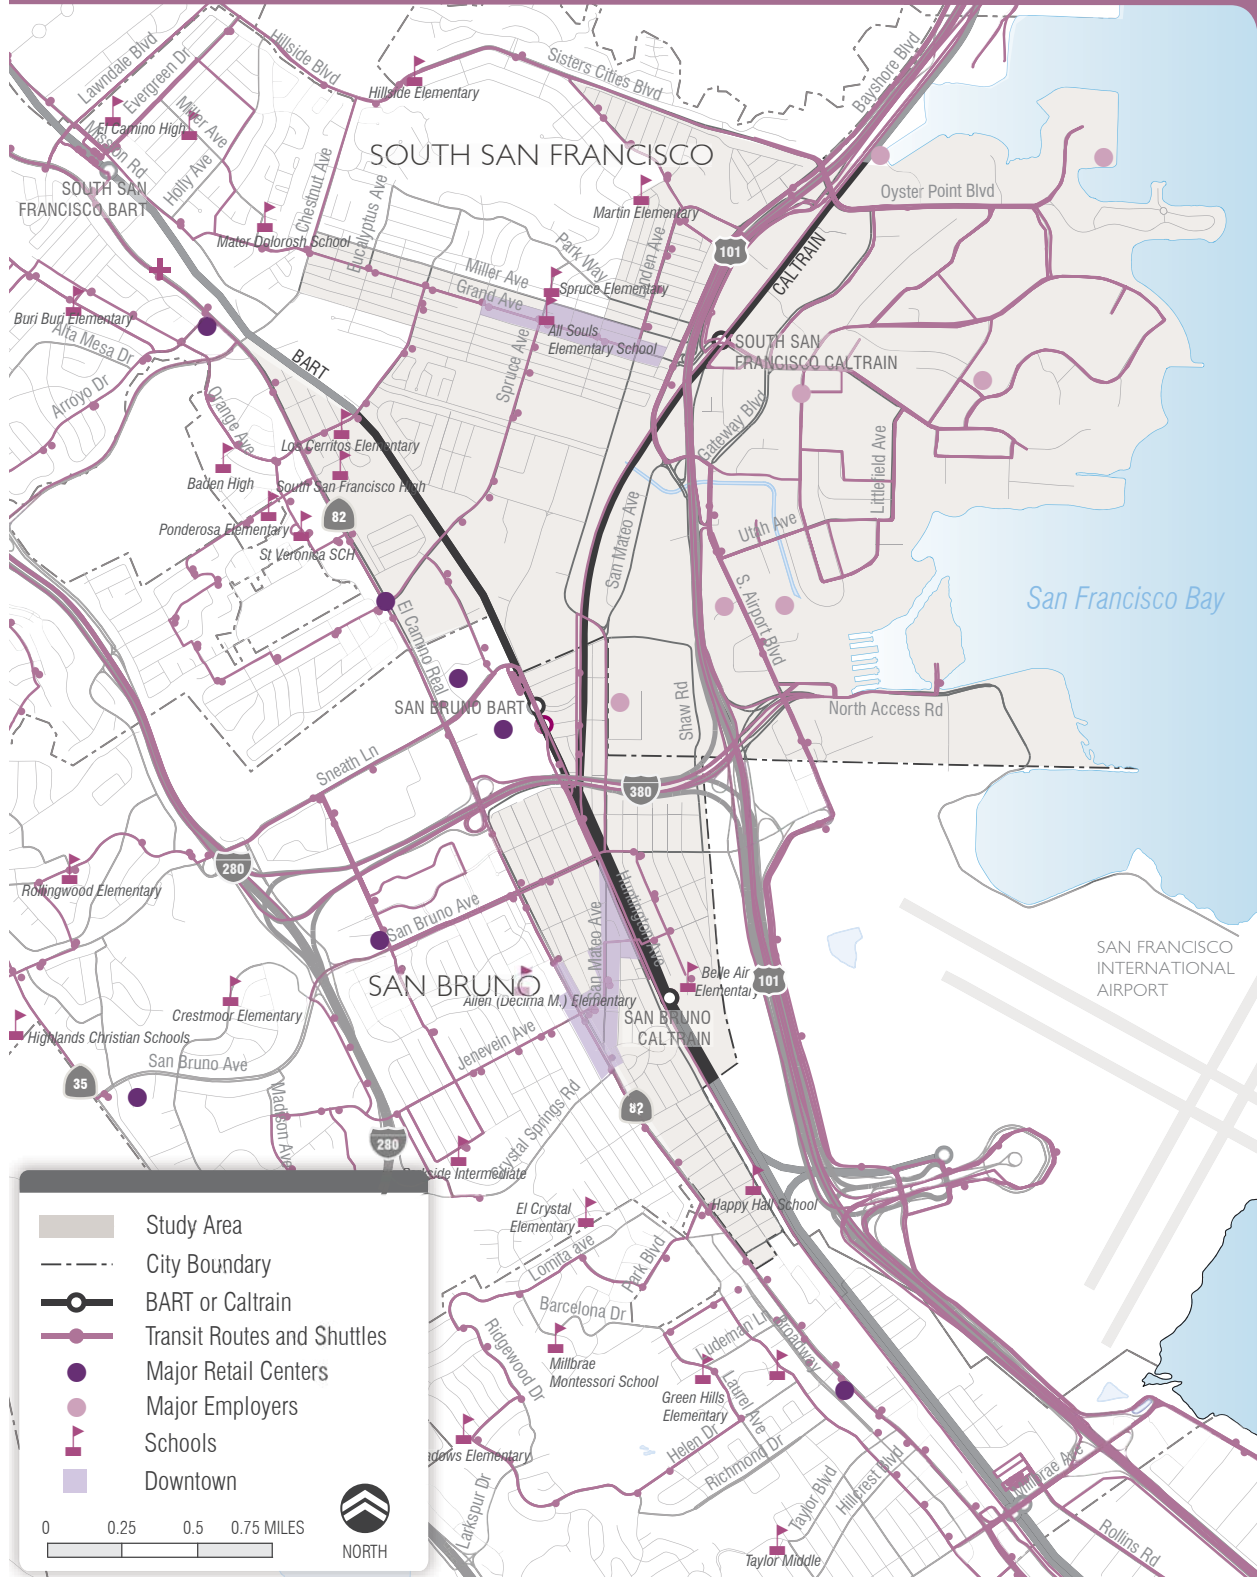 Lawndale Blvd
Evergreen Dr
Hillside Blvd
Sisters Cities Blvd
Bayshore Blvd
Hillside Elementary
El Camino High
Miller Ave
Mission Rd
Holly Ave
SOUTH SAN FRANCISCO
SOUTH SAN
FRANCISCO BART
Chestnut Ave
Eucalyptus Ave
Martin Elementary
Oyster Point Blvd
Mater Dolorosh School
Park Way
Linden Ave
101
CALTRAIN
Miller Ave
Grand Ave
Spruce Elementary
Buri Buri Elementary
Alta Mesa Dr
All Souls
Elementary School
SOUTH SAN
FRANCISCO CALTRAIN
BART
Arroyo Dr
Orange Ave
Spruce Ave
Gateway Blvd
Los Cerritos Elementary
Littlefield Ave
Baden High
South San Francisco High
82
Ponderosa Elementary
San Mateo Ave
Utah Ave
St Veronica SCH
El Camino Real
S. Airport Blvd
San Francisco Bay
SAN BRUNO BART
Shaw Rd
North Access Rd
Sneath Ln
380
280
Rollingwood Elementary
San Bruno Ave
San Mateo Ave
Huntington Ave
SAN FRANCISCO
INTERNATIONAL
AIRPORT
SAN BRUNO
Belle Air
Elementary
101
Allen (Decima M.) Elementary
Crestmoor Elementary
SAN BRUNO
CALTRAIN
Highlands Christian Schools
Jenevein Ave
San Bruno Ave
35
Madison Ave
Crystal Springs Rd
82
280
Parkside Intermediate
Happy Hall School
El Crystal
Elementary
Lomita ave
Park Blvd
Barcelona Dr
Ridgewood Dr
Ludeman Ln
Broadway
Millbrae
Montessori School
Green Hills
Elementary
Laurel Ave
Helen Dr
Richmond Dr
Meadows Elementary
Larkspur Dr
Taylor Blvd
Hillcrest Blvd
Millbrae Ave
Rollins Rd
Taylor Middle
Study Area
City Boundary
BART or Caltrain
Transit Routes and Shuttles
Major Retail Centers
Major Employers
Schools
Downtown
0 0.25 0.5 0.75 MILES
NORTH